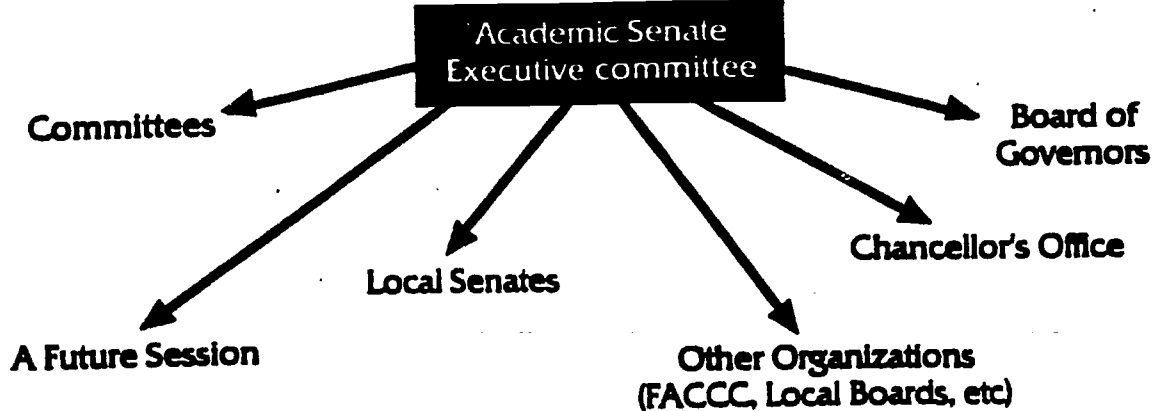 Academic Senate
Executive committee
Committees
Board of
Governors
Chancellor's Office
Local Senates
A Future Session
Other Organizations
(FACCC, Local Boards, etc)